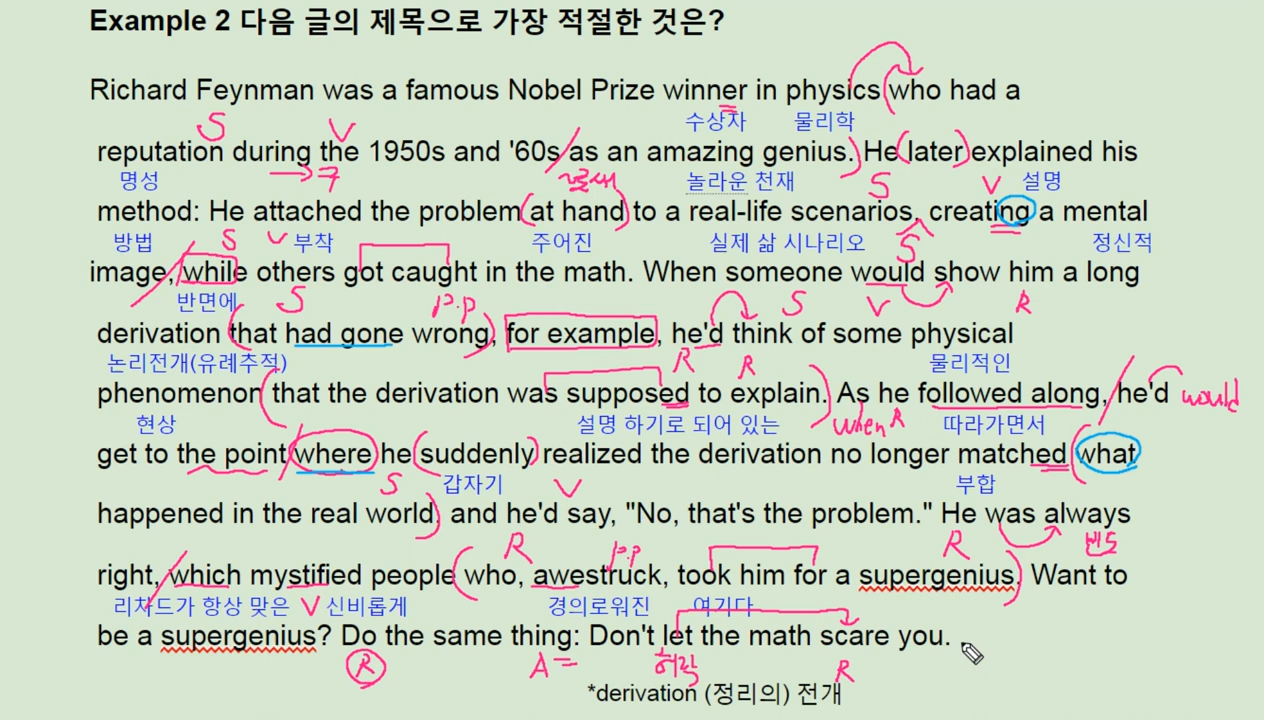 Example 2 다음 글의 제목으로 가장 적절한 것은?
Richard Feynman was a famous Nobel Prize winner in physics who had a
수상자 물리학
S V
reputation during the 1950s and '60s as an amazing genius. He later explained his
명성 구 놀라운 천재 S V 설명
method: He attached the problem at hand to a real-life scenarios, creating a mental
방법 S V 부착 주어진 실제 삶 시나리오 S 정신적
image, while others got caught in the math. When someone would show him a long
반면에 S p.p S V R
derivation that had gone wrong, for example, he'd think of some physical
논리전개(유례추적) R R 물리적인
phenomenon that the derivation was supposed to explain. As he followed along, he'd would
현상 설명 하기로 되어 있는 when R 따라가면서
get to the point where he suddenly realized the derivation no longer matched what
S 갑자기 V 부합
happened in the real world, and he'd say, "No, that's the problem." He was always
R p.p R 빈도
right, which mystified people who, awestruck, took him for a supergenius. Want to
리차드가 항상 맞은 V 신비롭게 경의로워진 여기다
be a supergenius? Do the same thing: Don't let the math scare you.
R A = 허락 R
*derivation (정리의) 전개